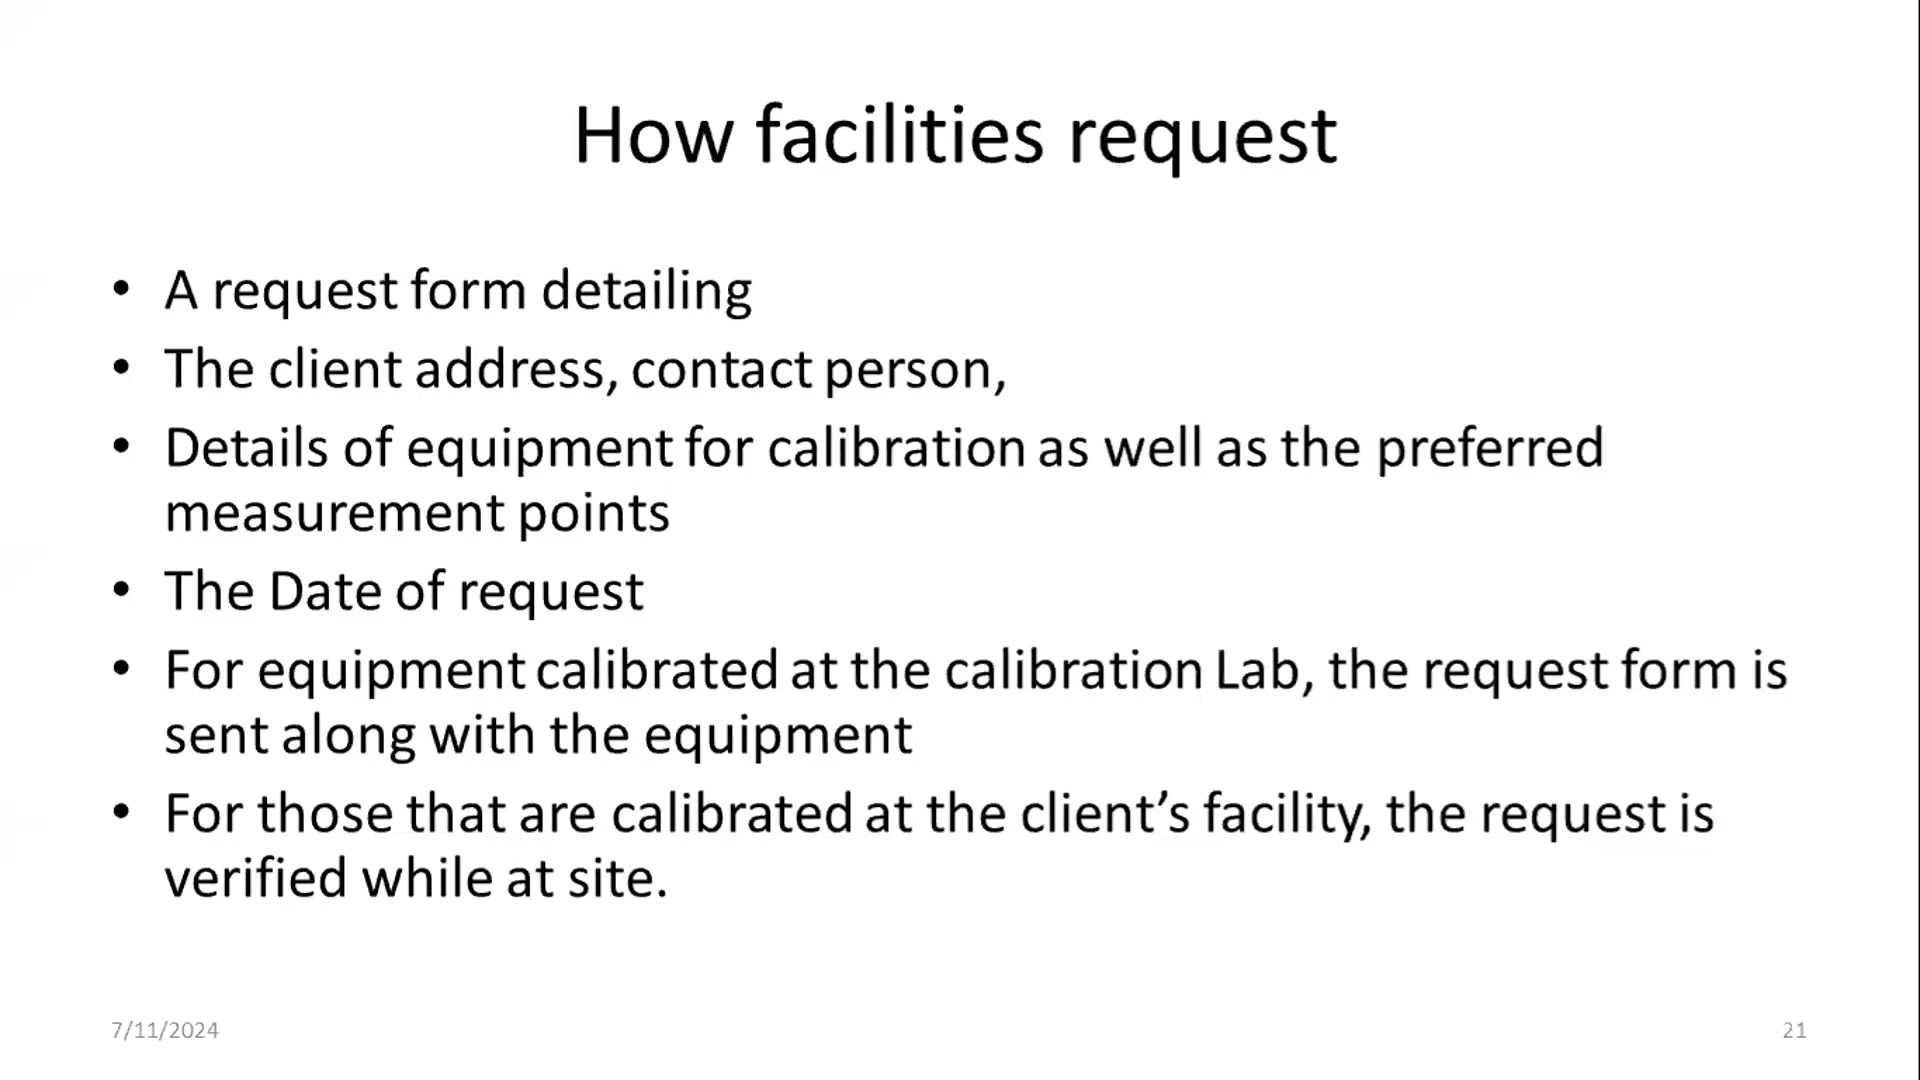 How facilities request
• A request form detailing
• The client address, contact person,
• Details of equipment for calibration as well as the preferred
measurement points
• The Date of request
• For equipment calibrated at the calibration Lab, the request form is
sent along with the equipment
• For those that are calibrated at the client’s facility, the request is
verified while at site.
7/11/2024
21